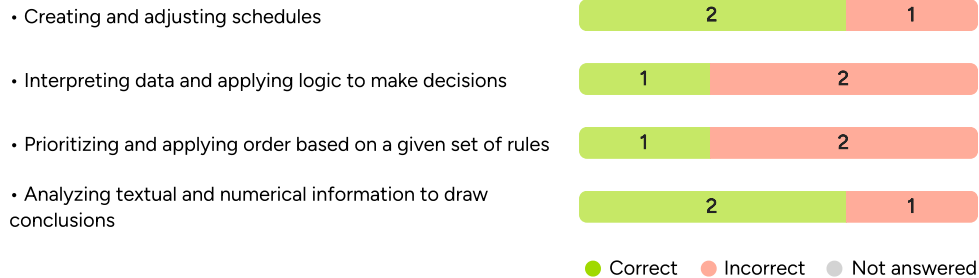 • Creating and adjusting schedules 2 1
• Interpreting data and applying logic to make decisions 1 2
• Prioritizing and applying order based on a given set of rules 1 2
• Analyzing textual and numerical information to draw
conclusions 2 1
Correct Incorrect Not answered